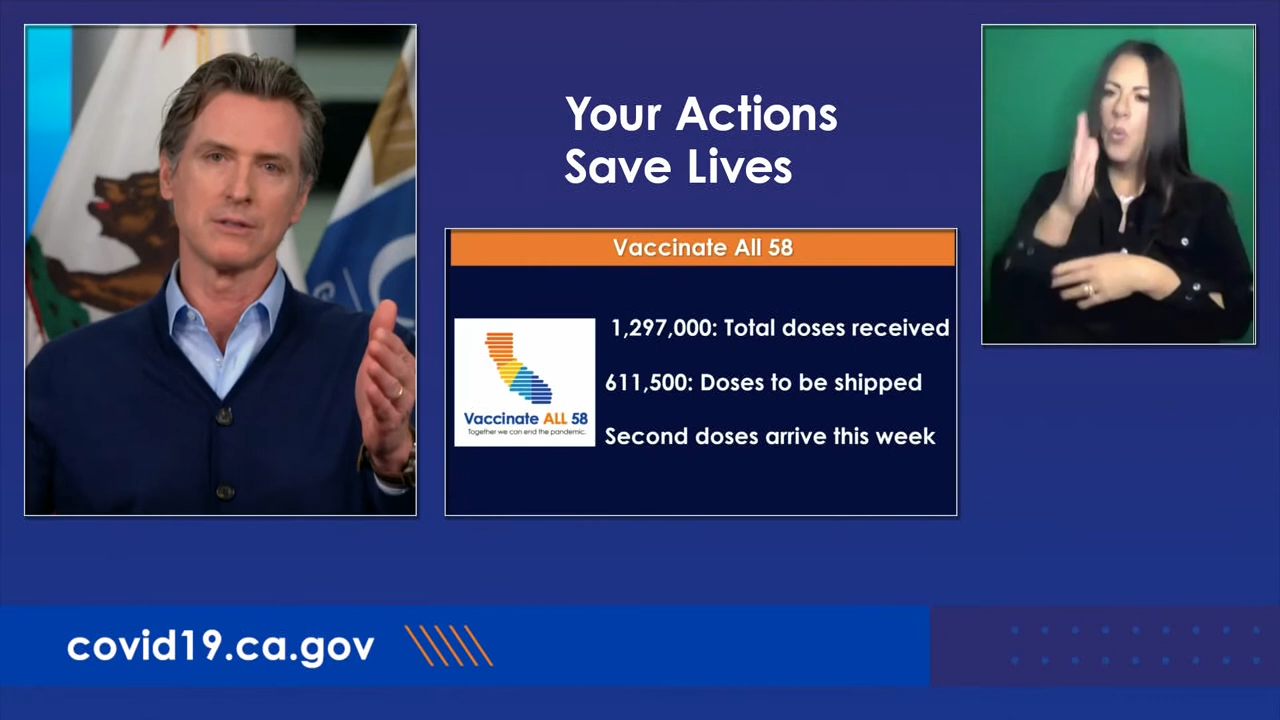 Your Actions
Save Lives
Vaccinate All 58
1,297,000: Total doses received
611,500: Doses to be shipped
Second doses arrive this week
Vaccinate ALL 58
Together we can end the pandemic.
covid19.ca.gov